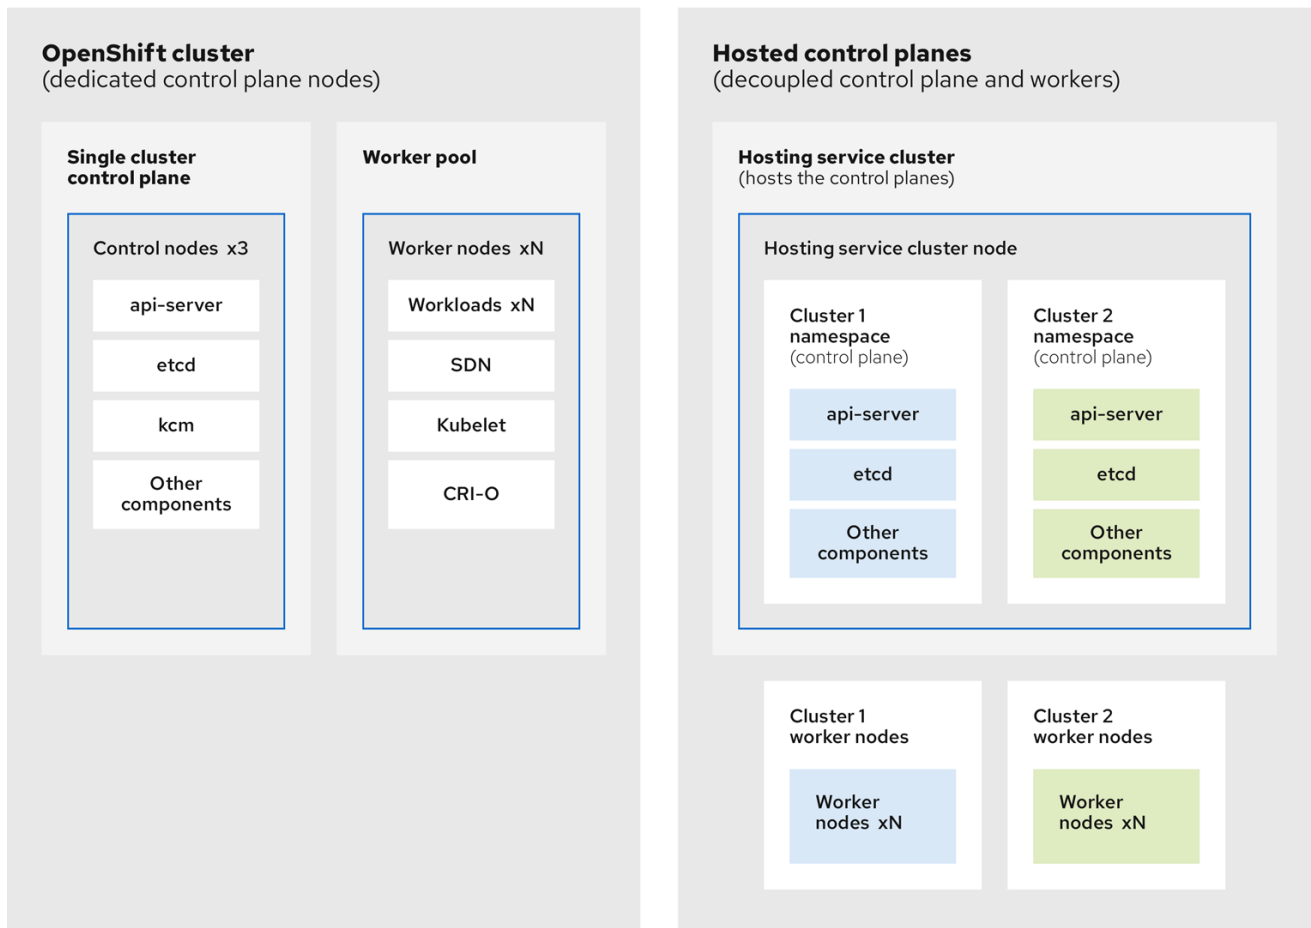 OpenShift cluster
(dedicated control plane nodes)
Single cluster
control plane
Control nodes x3
api-server
etcd
kcm
Other
components
Worker pool
Worker nodes xN
Workloads xN
SDN
Kubelet
CRI-O
Hosted control planes
(decoupled control plane and workers)
Hosting service cluster
(hosts the control planes)
Hosting service cluster node
Cluster 1
namespace
(control plane)
api-server
etcd
Other
components
Cluster 2
namespace
(control plane)
api-server
etcd
Other
components
Cluster 1
worker nodes
Worker
nodes xN
Cluster 2
worker nodes
Worker
nodes xN